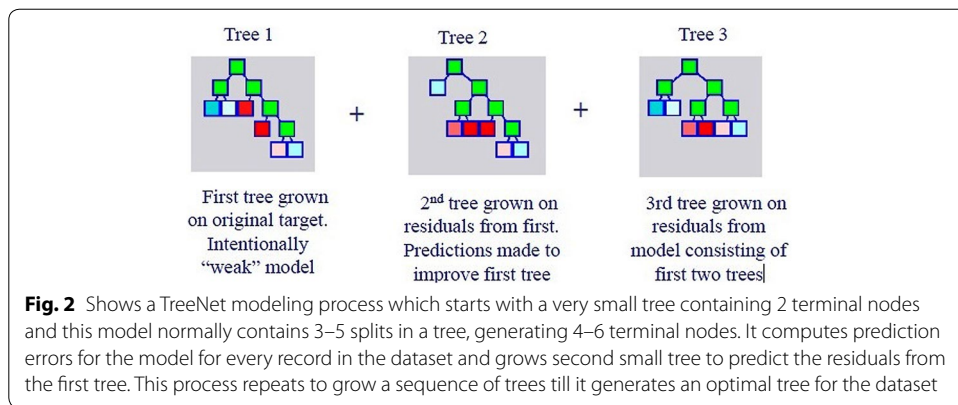 Tree 1
Tree 2
Tree 3
+
+
First tree grown
on original target.
Intentionally
“weak” model
2nd tree grown on
residuals from first.
Predictions made to
improve first tree
3rd tree grown on
residuals from
model consisting of
first two trees
Fig. 2 Shows a TreeNet modeling process which starts with a very small tree containing 2 terminal nodes
and this model normally contains 3–5 splits in a tree, generating 4–6 terminal nodes. It computes prediction
errors for the model for every record in the dataset and grows second small tree to predict the residuals from
the first tree. This process repeats to grow a sequence of trees till it generates an optimal tree for the dataset